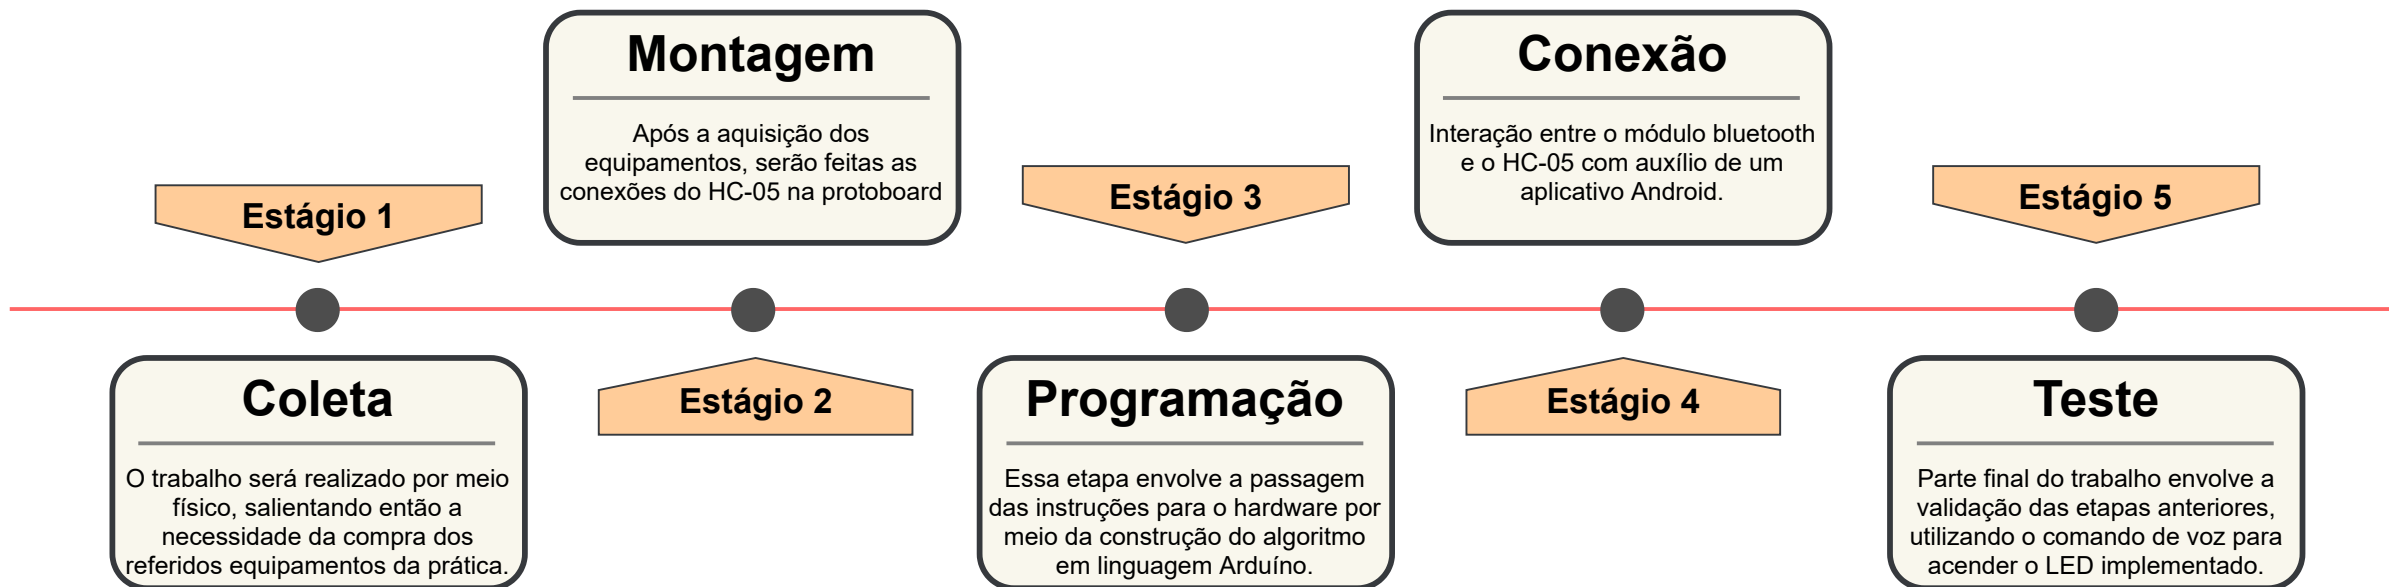 Estágio 1
Coleta
O trabalho será realizado por meio
físico, salientando então a
necessidade da compra dos
referidos equipamentos da prática.
Montagem
Após a aquisição dos
equipamentos, serão feitas as
conexões do HC-05 na protoboard
Estágio 2
Estágio 3
Programação
Essa etapa envolve a passagem
das instruções para o hardware por
meio da construção do algoritmo
em linguagem Arduíno.
Conexão
Interação entre o módulo bluetooth
e o HC-05 com auxílio de um
aplicativo Android.
Estágio 4
Estágio 5
Teste
Parte final do trabalho envolve a
validação das etapas anteriores,
utilizando o comando de voz para
acender o LED implementado.